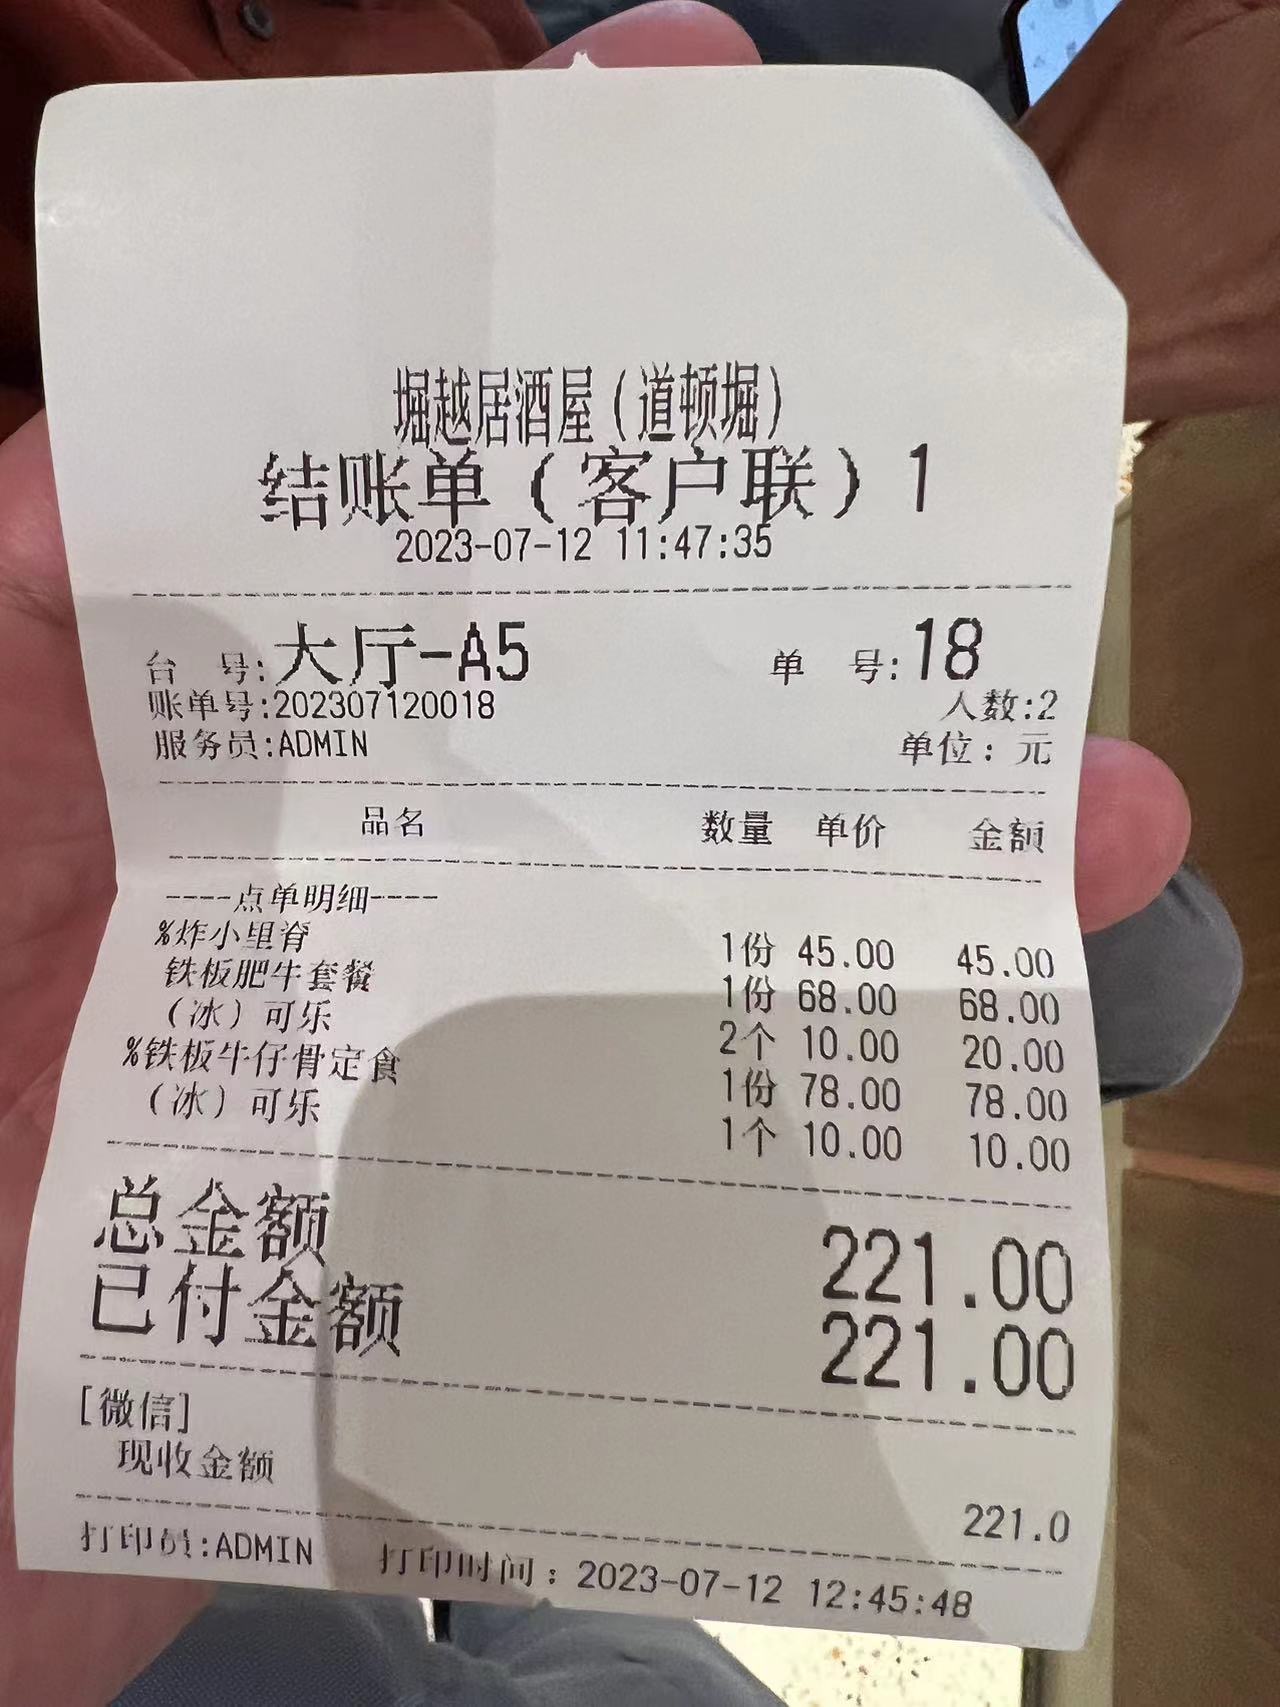 堀越居酒屋(道顿堀)
结账单(客户联)1
2023-07-12 11:47:35
台 号:大厅-A5 单 号:18
账单号:202307120018 人数:2
服务员:ADMIN 单位:元
品名 数量 单价 金额
----点单明细----
%炸小里脊 1份 45.00 45.00
铁板肥牛套餐 1份 68.00 68.00
(冰)可乐 2个 10.00 20.00
%铁板牛仔骨定食 1份 78.00 78.00
(冰)可乐 1个 10.00 10.00
总金额 221.00
已付金额 221.00
[微信]
现收金额 221.0
打印员:ADMIN 打印时间:2023-07-12 12:45:48